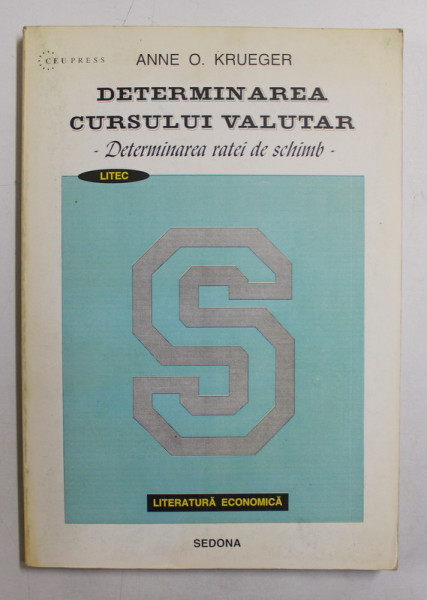 CEU PRESS
ANNE O. KRUEGER
DETERMINAREA
CURSULUI VALUTAR
- Determinarea ratei de schimb -
LITEC
S
LITERATURĂ ECONOMICĂ
SEDONA